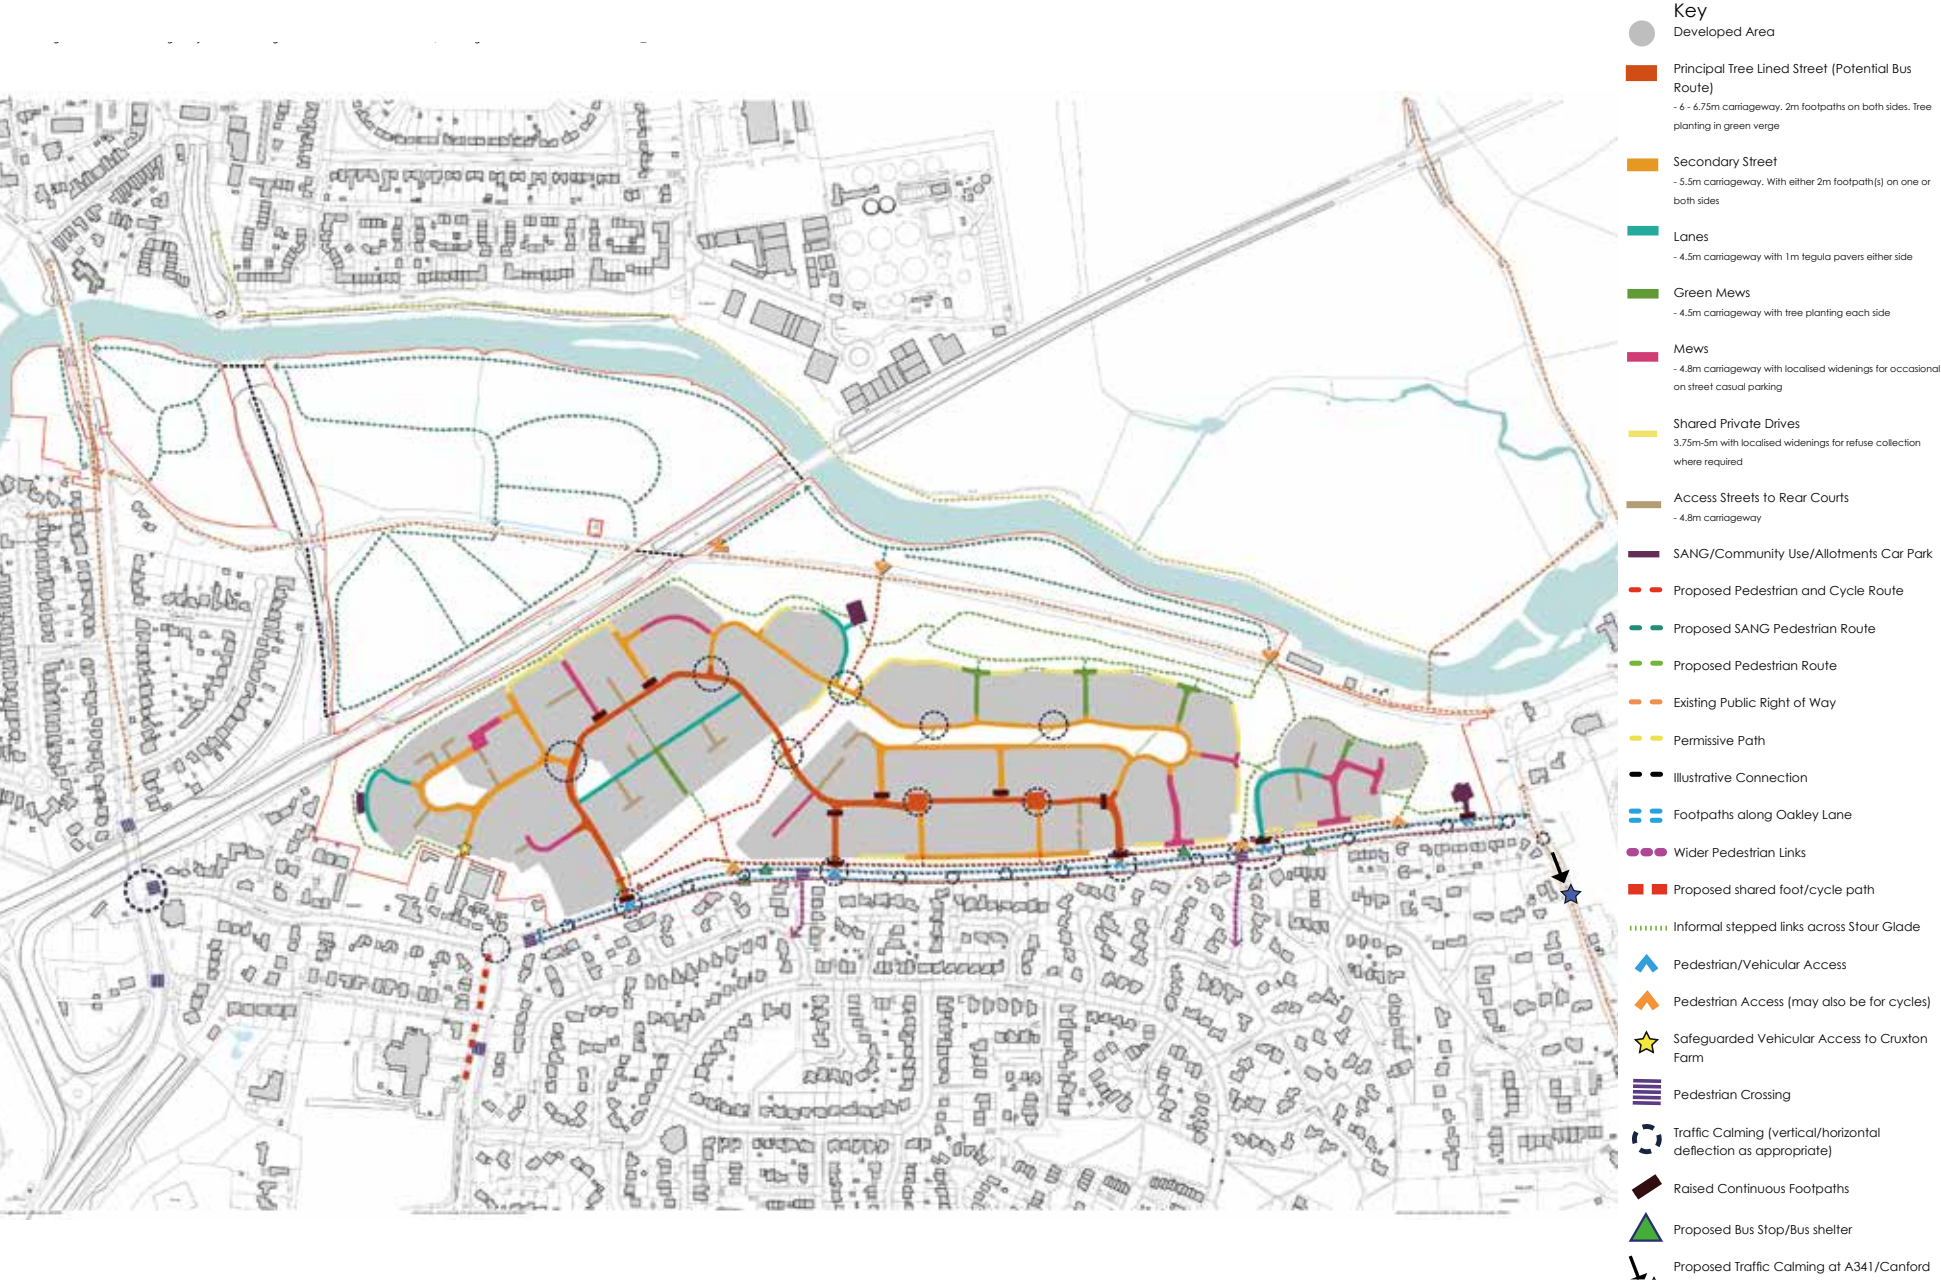 Key
Developed Area
Principal Tree Lined Street (Potential Bus
Route)
- 6 - 6.75m carriageway. 2m footpaths on both sides. Tree
planting in green verge
Secondary Street
- 5.5m carriageway. With either 2m footpath(s) on one or
both sides
Lanes
- 4.5m carriageway with 1m tegula pavers either side
Green Mews
- 4.5m carriageway with tree planting each side
Mews
- 4.8m carriageway with localised widenings for occasional
on street casual parking
Shared Private Drives
3.75m-5m with localised widenings for refuse collection
where required
Access Streets to Rear Courts
- 4.8m carriageway
SANG/Community Use/Allotments Car Park
Proposed Pedestrian and Cycle Route
Proposed SANG Pedestrian Route
Proposed Pedestrian Route
Existing Public Right of Way
Permissive Path
Illustrative Connection
Footpaths along Oakley Lane
Wider Pedestrian Links
Proposed shared foot/cycle path
Informal stepped links across Stour Glade
Pedestrian/Vehicular Access
Pedestrian Access (may also be for cycles)
Safeguarded Vehicular Access to Cruxton
Farm
Pedestrian Crossing
Traffic Calming (vertical/horizontal
deflection as appropriate)
Raised Continuous Footpaths
Proposed Bus Stop/Bus shelter
Proposed Traffic Calming at A341/Canford